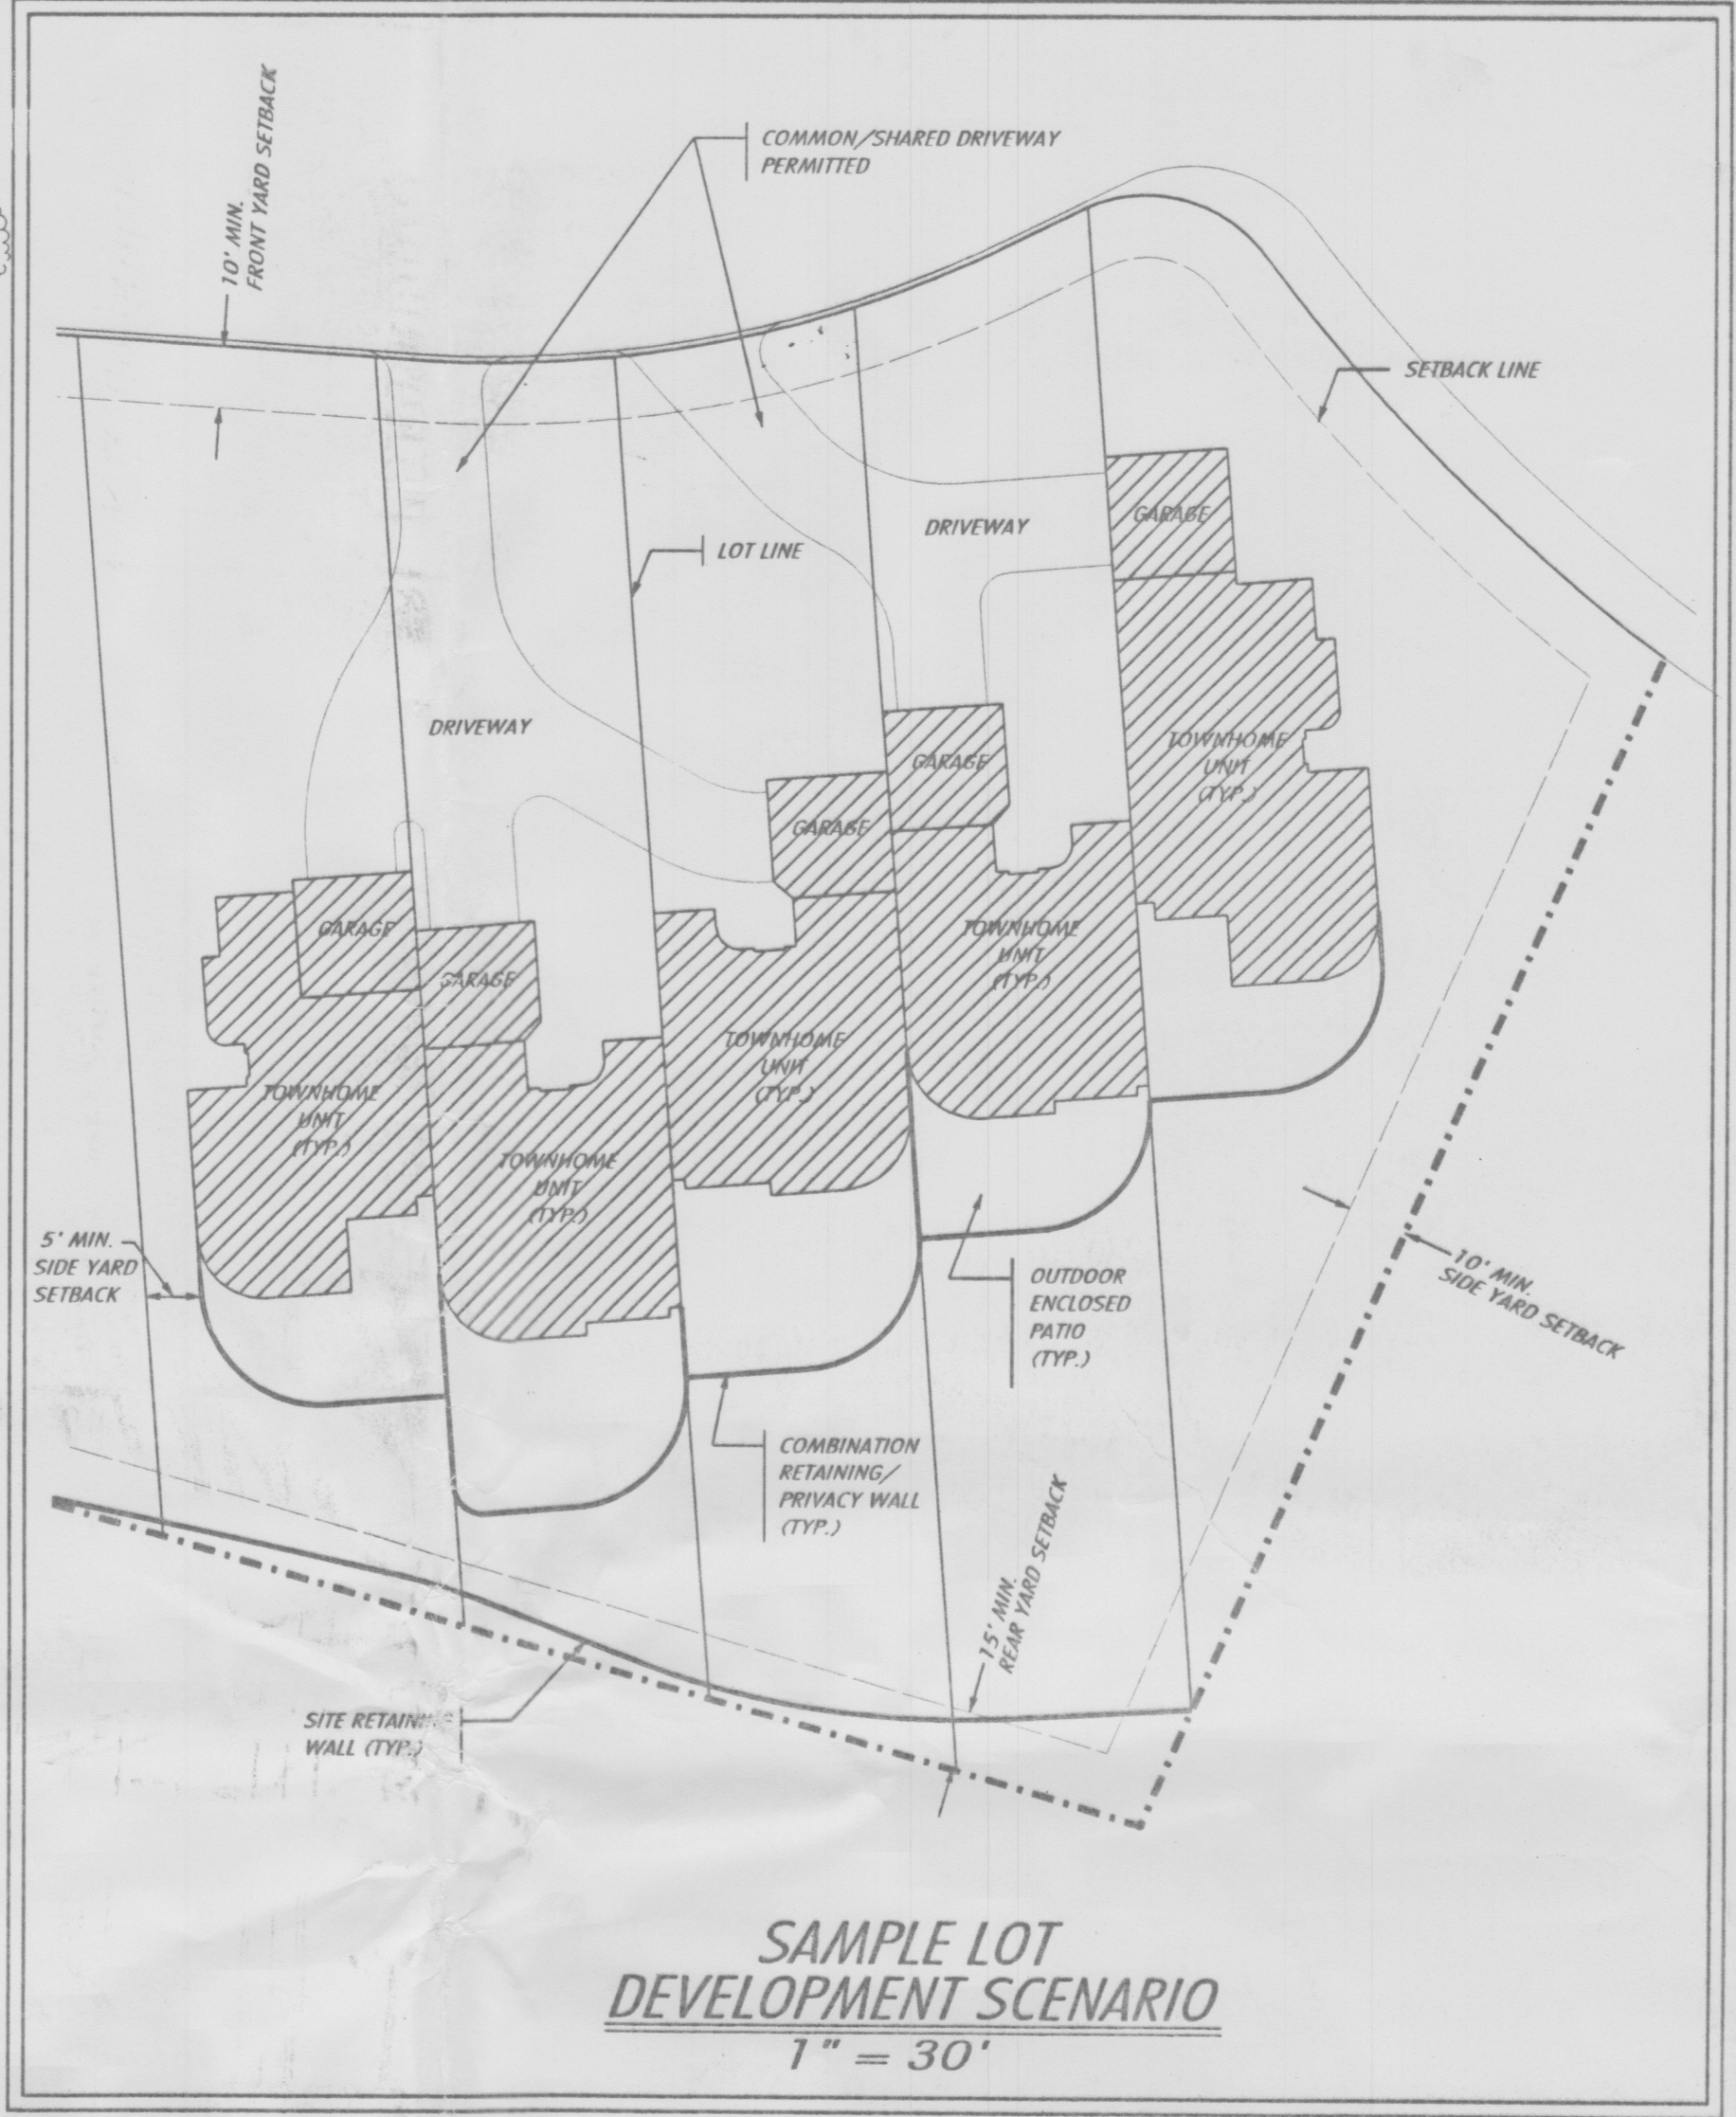 10' MIN.
FRONT YARD SETBACK
COMMON/SHARED DRIVEWAY
PERMITTED
SETBACK LINE
GARAGE
DRIVEWAY
LOT LINE
DRIVEWAY
TOWNHOME
UNIT
(TYP.)
GARAGE
GARAGE
GARAGE
TOWNHOME
UNIT
(TYP.)
GARAGE
TOWNHOME
UNIT
(TYP.)
TOWNHOME
UNIT
(TYP.)
TOWNHOME
UNIT
(TYP.)
5' MIN.
SIDE YARD
SETBACK
10' MIN.
SIDE YARD SETBACK
OUTDOOR
ENCLOSED
PATIO
(TYP.)
COMBINATION
RETAINING/
PRIVACY WALL
(TYP.)
15' MIN.
REAR YARD SETBACK
SITE RETAINING
WALL (TYP.)
SAMPLE LOT
DEVELOPMENT SCENARIO
1" = 30'